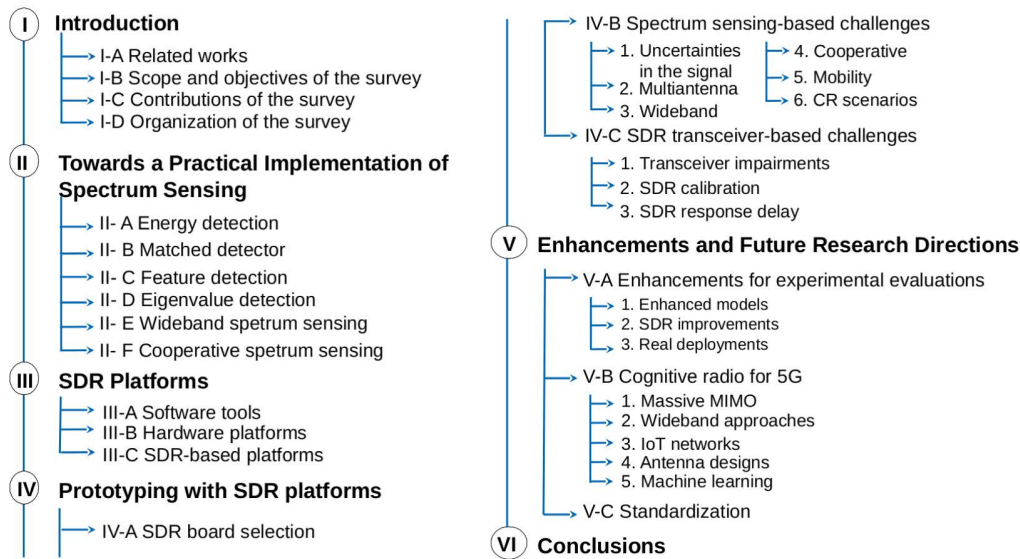 I Introduction
I-A Related works
I-B Scope and objectives of the survey
I-C Contributions of the survey
I-D Organization of the survey
II Towards a Practical Implementation of
Spectrum Sensing
II- A Energy detection
II- B Matched detector
II- C Feature detection
II- D Eigenvalue detection
II- E Wideband spetrum sensing
II- F Cooperative spetrum sensing
III SDR Platforms
III-A Software tools
III-B Hardware platforms
III-C SDR-based platforms
IV Prototyping with SDR platforms
IV-A SDR board selection
IV-B Spectrum sensing-based challenges
1. Uncertainties
in the signal
2. Multiantenna
3. Wideband
4. Cooperative
5. Mobility
6. CR scenarios
IV-C SDR transceiver-based challenges
1. Transceiver impairments
2. SDR calibration
3. SDR response delay
V Enhancements and Future Research Directions
V-A Enhancements for experimental evaluations
1. Enhanced models
2. SDR improvements
3. Real deployments
V-B Cognitive radio for 5G
1. Massive MIMO
2. Wideband approaches
3. IoT networks
4. Antenna designs
5. Machine learning
V-C Standardization
VI Conclusions